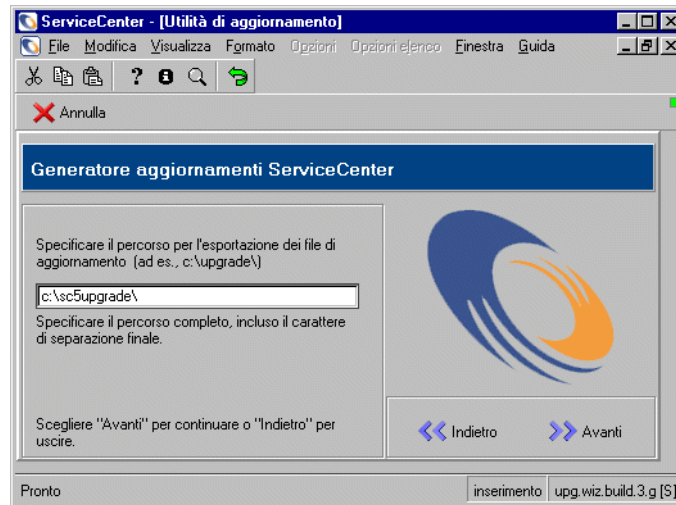 ServiceCenter - [Utilità di aggiornamento]
File Modifica Visualizza Formato Opzioni Opzioni elenco Finestra Guida
Annulla
Generatore aggiornamenti ServiceCenter
Specificare il percorso per l'esportazione dei file di
aggiornamento (ad es., c:\upgrade\)
c:\sc5upgrade\
Specificare il percorso completo, incluso il carattere
di separazione finale.
Scegliere "Avanti" per continuare o "Indietro" per
uscire.
Indietro Avanti
Pronto inserimento upg.wiz.build.3.g [S]